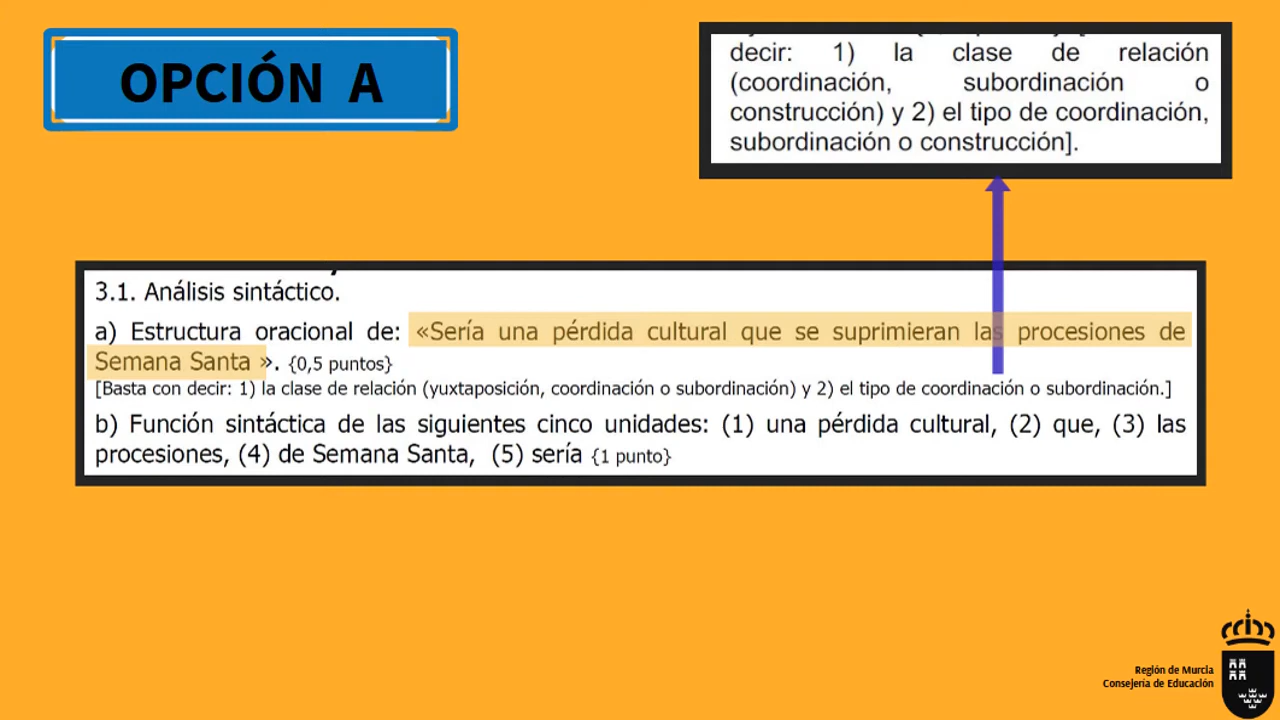 OPCIÓN A
decir: 1) la clase de relación
(coordinación, subordinación o
construcción) y 2) el tipo de coordinación,
subordinación o construcción].
3.1. Análisis sintáctico.
a) Estructura oracional de: «Sería una pérdida cultural que se suprimieran las procesiones de
Semana Santa ». {0,5 puntos}
[Basta con decir: 1) la clase de relación (yuxtaposición, coordinación o subordinación) y 2) el tipo de coordinación o subordinación.]
b) Función sintáctica de las siguientes cinco unidades: (1) una pérdida cultural, (2) que, (3) las
procesiones, (4) de Semana Santa, (5) sería {1 punto}
Región de Murcia
Consejería de Educación